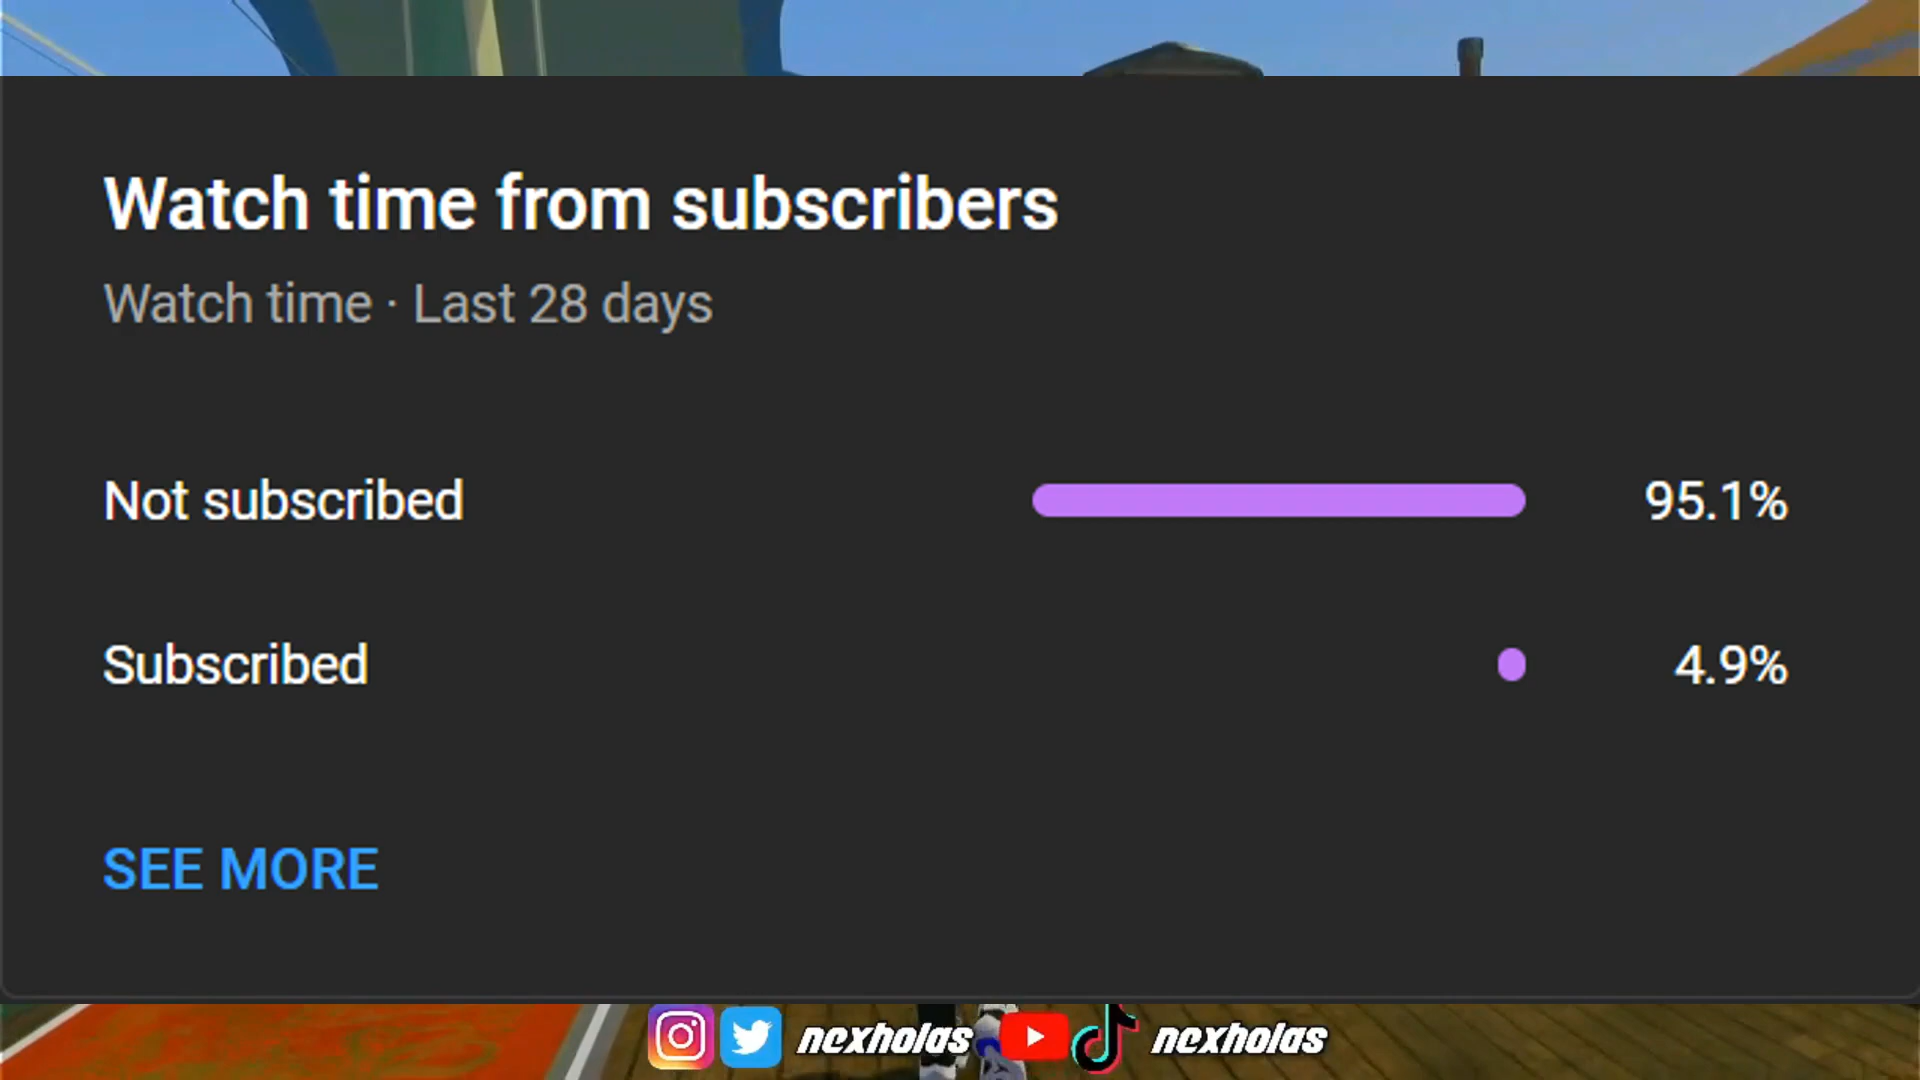 Watch time from subscribers
Watch time · Last 28 days
Not subscribed 95.1%
Subscribed 4.9%
SEE MORE
nexholas nexholas